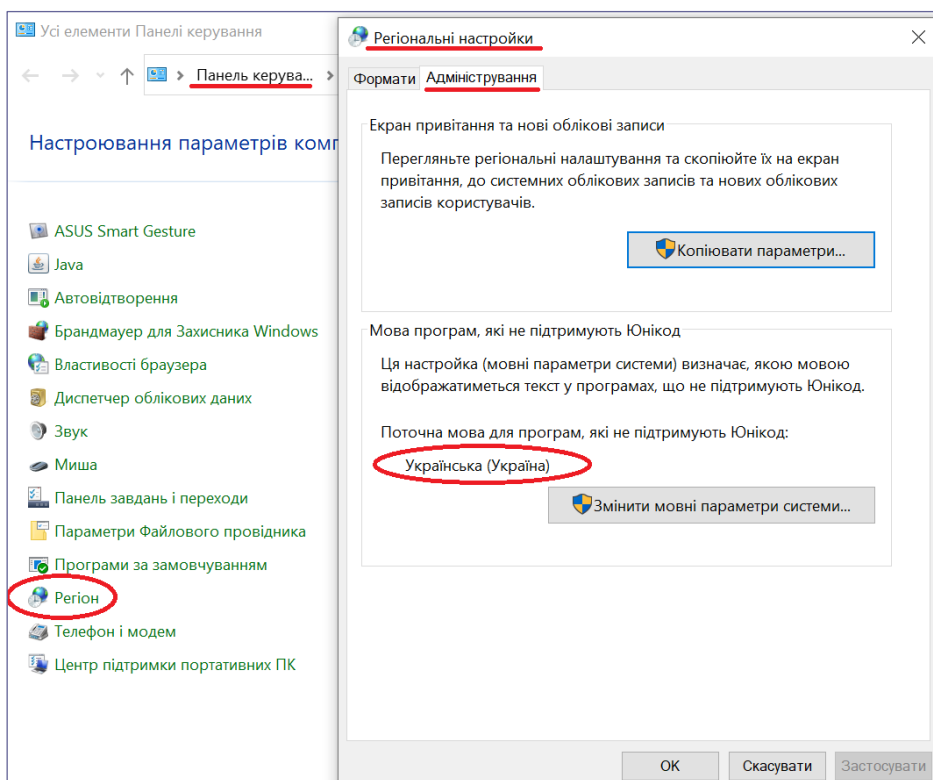 Усі елементи Панелі керування
Панель керува...
Настроювання параметрів комп
ASUS Smart Gesture
Java
Автовідтворення
Брандмауер для Захисника Windows
Властивості браузера
Диспетчер облікових даних
Звук
Миша
Панель завдань і переходи
Параметри Файлового провідника
Програми за замовчуванням
Регіон
Телефон і модем
Центр підтримки портативних ПК
Регіональні настройки
Формати Адміністрування
Екран привітання та нові облікові записи
Перегляньте регіональні налаштування та скопіюйте їх на екран
привітання, до системних облікових записів та нових облікових
записів користувачів.
Копіювати параметри...
Мова програм, які не підтримують Юнікод
Ця настройка (мовні параметри системи) визначає, якою мовою
відображатиметься текст у програмах, що не підтримують Юнікод.
Поточна мова для програм, які не підтримують Юнікод:
Українська (Україна)
Змінити мовні параметри системи...
ОК Скасувати Застосувати